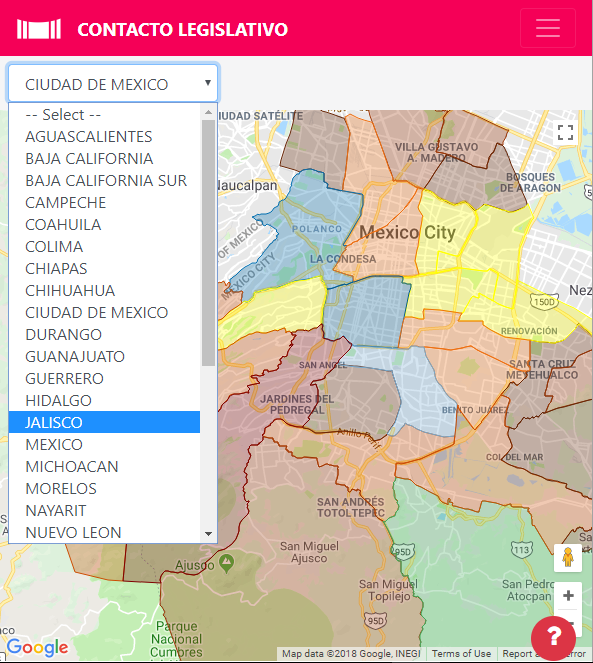 CONTACTO LEGISLATIVO
CIUDAD DE MEXICO
-- Select --
AGUASCALIENTES
BAJA CALIFORNIA
BAJA CALIFORNIA SUR
CAMPECHE
COAHUILA
COLIMA
CHIAPAS
CHIHUAHUA
CIUDAD DE MEXICO
DURANGO
GUANAJUATO
GUERRERO
HIDALGO
JALISCO
MEXICO
MICHOACAN
MORELOS
NAYARIT
NUEVO LEON
IUDAD SATÉLITE
VILLA GUSTAVO
A. MADERO
BOSQUES
DE ARAGON
Naucalpan
POLANCO
OF MEXICO
MEXICO CITY
Mexico City
LA CONDESA
Nez
150D
RENOVACIÓN
SAN ANGEL
SANTA CRUZ
MEYEHUALCO
JARDINES DEL
PEDREGAL
BENITO JUAREZ
Anillo Perif
COL DEL MAR
SAN ANDRÉS
TOTOLTEPEC
San Miguel
Ajusco
95D
113
Ajusco
San Miguel
Topilejo
San Pedro
Atocpan
95D
Parque
Nacional
Cumbres
aco
Google
Map data ©2018 Google, INEGI
Terms of Use
Report a
error
+
?